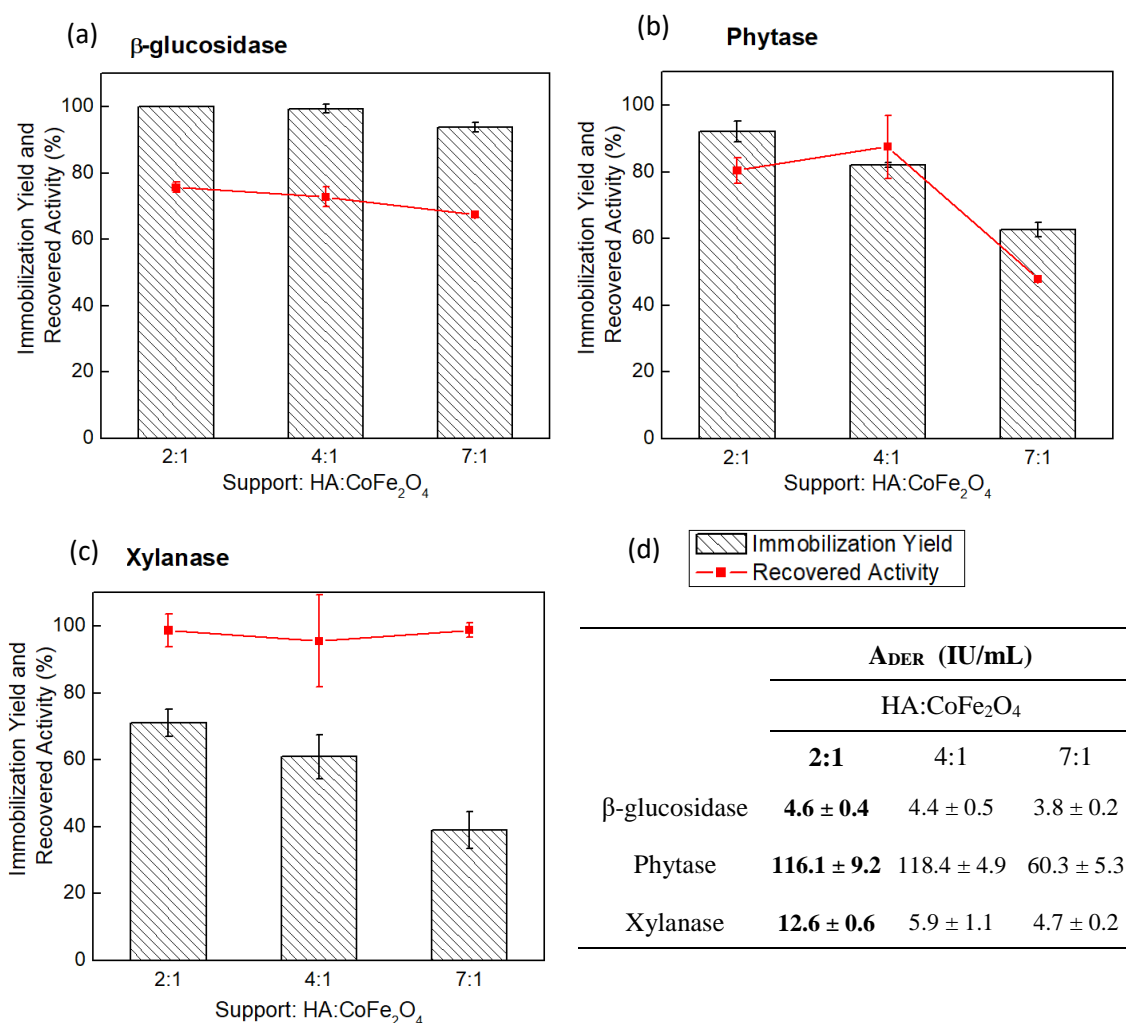 (a)
β-glucosidase
Immobilization Yield and
Recovered Activity (%)
100
80
60
40
20
0
2:1 4:1 7:1
Support: HA:CoFe₂O₄
(b)
Phytase
Immobilization Yield and
Recovered Activity (%)
100
80
60
40
20
0
2:1 4:1 7:1
Support: HA:CoFe₂O₄
(c) Xylanase
Immobilization Yield and
Recovered Activity (%)
100
80
60
40
20
0
2:1 4:1 7:1
Support: HA:CoFe₂O₄
(d)
Immobilization Yield
Recovered Activity
ADER (IU/mL)
HA:CoFe₂O₄
2:1 4:1 7:1
β-glucosidase 4.6 ± 0.4 4.4 ± 0.5 3.8 ± 0.2
Phytase 116.1 ± 9.2 118.4 ± 4.9 60.3 ± 5.3
Xylanase 12.6 ± 0.6 5.9 ± 1.1 4.7 ± 0.2